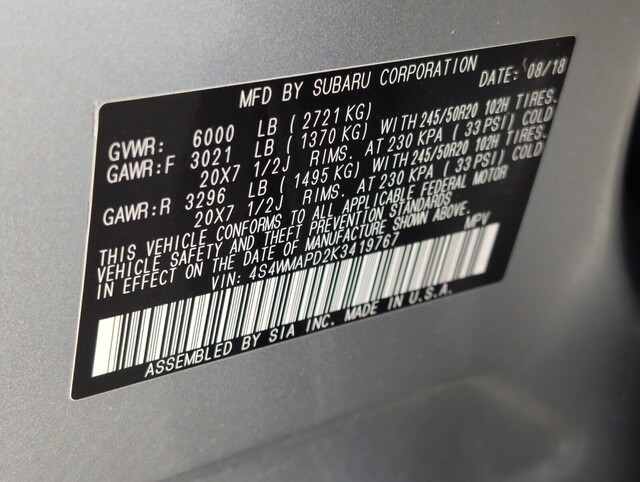 MFD BY SUBARU CORPORATION DATE: 08/18
GVWR: 6000 LB ( 2721 KG)
GAWR:F 3021 LB ( 1370 KG) WITH 245/50R20 102H TIRES.
20X7 1/2J RIMS. AT 230 KPA ( 33 PSI) COLD
GAWR:R 3296 LB ( 1495 KG) WITH 245/50R20 102H TIRES.
20X7 1/2J RIMS. AT 230 KPA ( 33 PSI) COLD
THIS VEHICLE CONFORMS TO ALL APPLICABLE FEDERAL MOTOR
VEHICLE SAFETY AND THEFT PREVENTION STANDARDS
IN EFFECT ON THE DATE OF MANUFACTURE SHOWN ABOVE.
VIN: 4S4WMAPD2K3419767 MPV
ASSEMBLED BY SIA INC. MADE IN U.S.A.